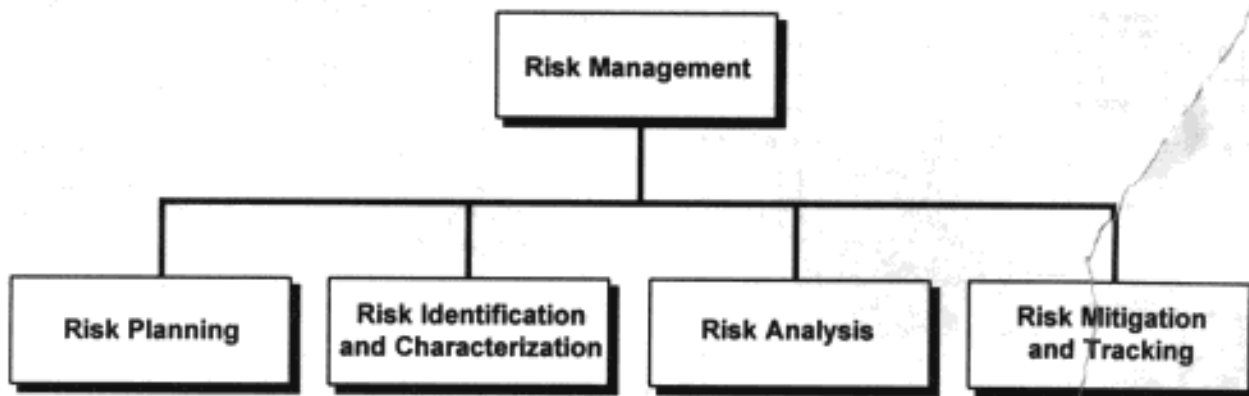 Risk Management
Risk Planning
Risk Identification
and Characterization
Risk Analysis
Risk Mitigation
and Tracking